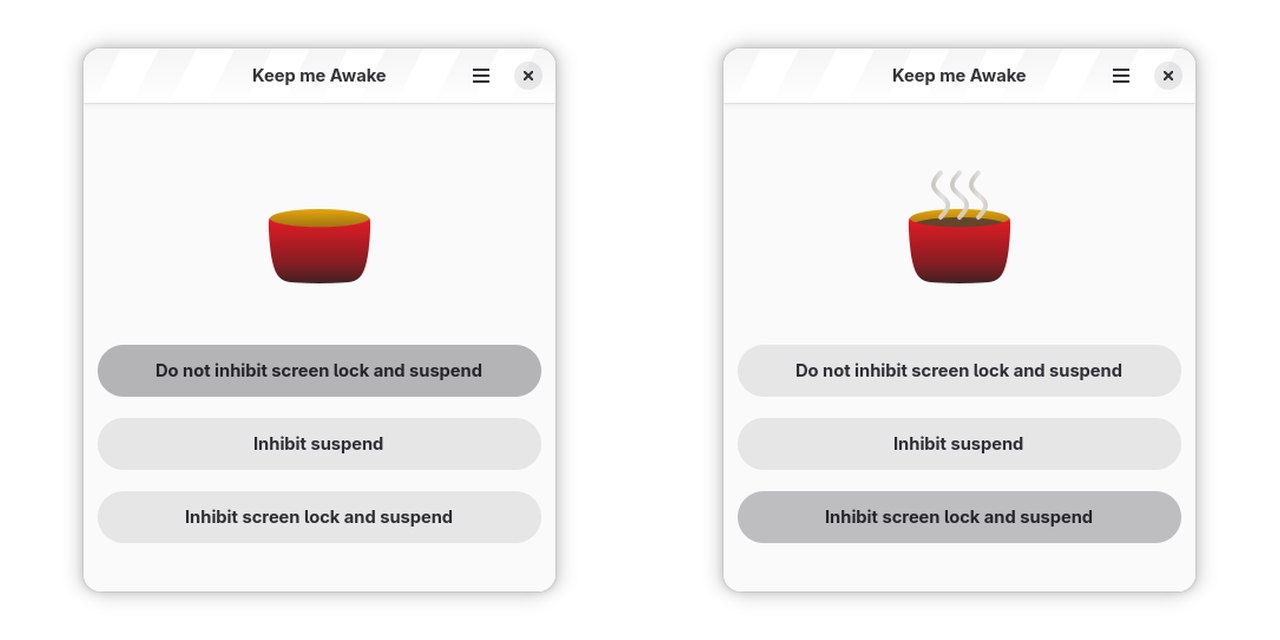 Keep me Awake
Do not inhibit screen lock and suspend
Inhibit suspend
Inhibit screen lock and suspend
Keep me Awake
Do not inhibit screen lock and suspend
Inhibit suspend
Inhibit screen lock and suspend